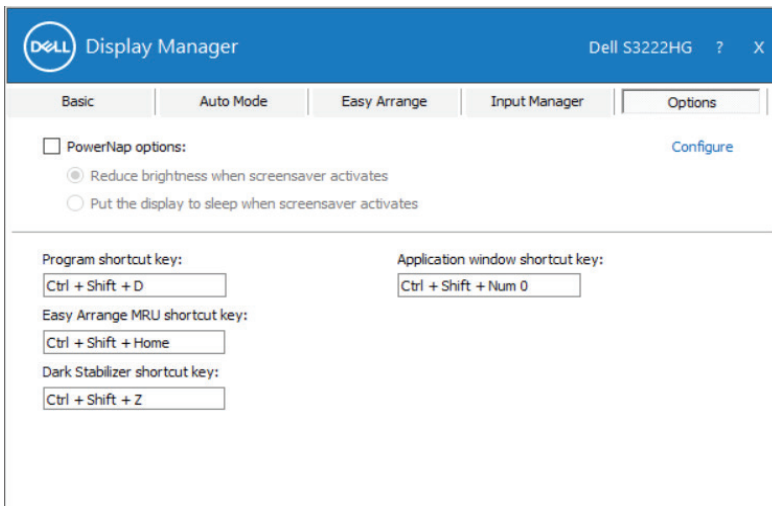 DELL Display Manager Dell S3222HG ? X
Basic Auto Mode Easy Arrange Input Manager Options
PowerNap options: Configure
Reduce brightness when screensaver activates
Put the display to sleep when screensaver activates
Program shortcut key: Application window shortcut key:
Ctrl + Shift + D Ctrl + Shift + Num 0
Easy Arrange MRU shortcut key:
Ctrl + Shift + Home
Dark Stabilizer shortcut key:
Ctrl + Shift + Z